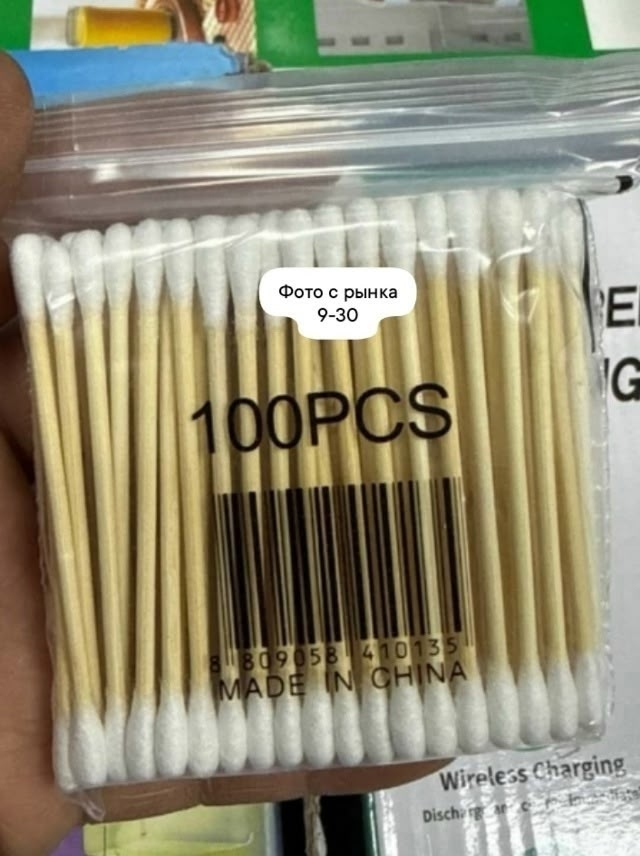 Фото с рынка
9-30
100PCS
8 809058 410135
MADE IN CHINA
Wireless Charging